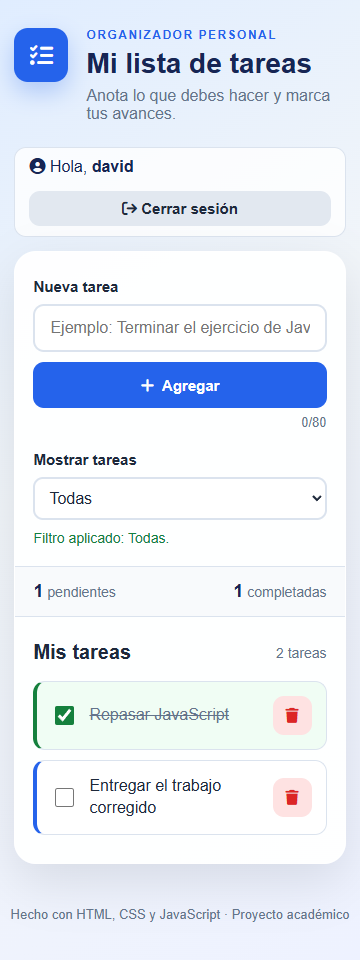 ORGANIZADOR PERSONAL
Mi lista de tareas
Anota lo que debes hacer y marca
tus avances.
Hola, david
Cerrar sesión
Nueva tarea
Ejemplo: Terminar el ejercicio de Jav
Agregar
0/80
Mostrar tareas
Todas
Filtro aplicado: Todas.
1 pendientes
1 completadas
Mis tareas
2 tareas
Repasar JavaScript
Entregar el trabajo
corregido
Hecho con HTML, CSS y JavaScript · Proyecto académico